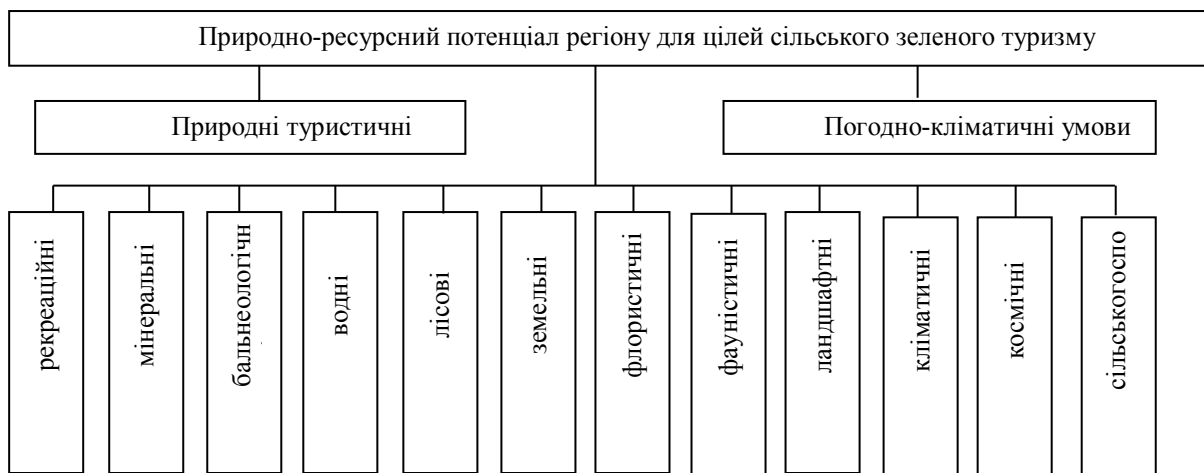 Природно-ресурсний потенціал регіону для цілей сільського зеленого туризму
Природні туристичні
Погодно-кліматичні умови
рекреаційні
мінеральні
бальнеологічн
водні
лісові
земельні
флористичні
фауністичні
ландшафтні
кліматичні
космічні
сільськогоспо